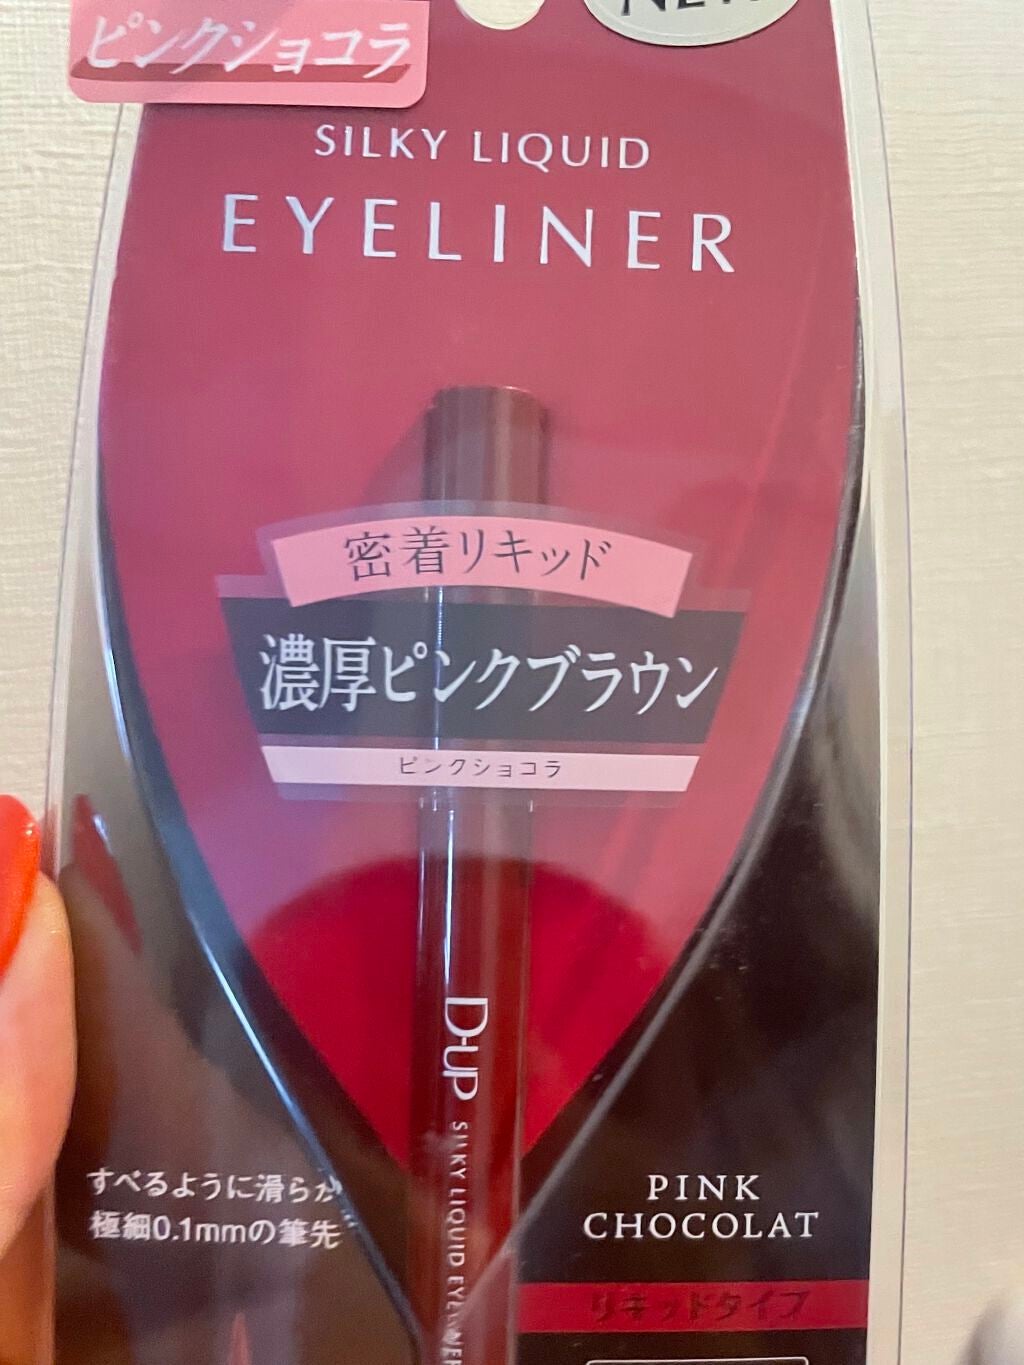 ピンクショコラ
NEW
SILKY LIQUID
EYELINER
密着リキッド
濃厚ピンクブラウン
ピンクショコラ
D-UP SILKY LIQUID EYELINER
すべるように滑らか
極細0.1mmの筆先
PINK
CHOCOLAT
リキッドタイプ